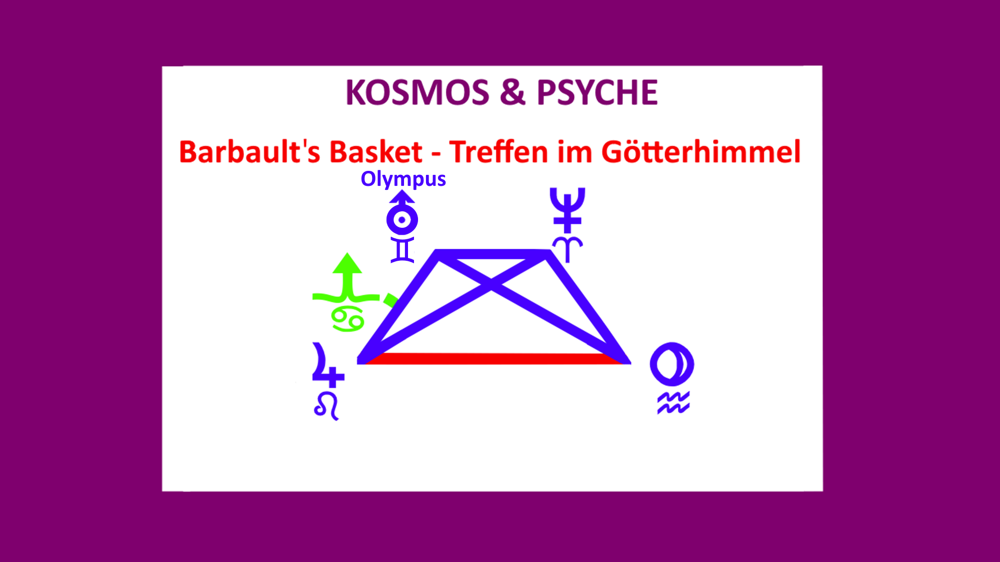 KOSMOS & PSYCHE
Barbault's Basket - Treffen im Götterhimmel
Olympus